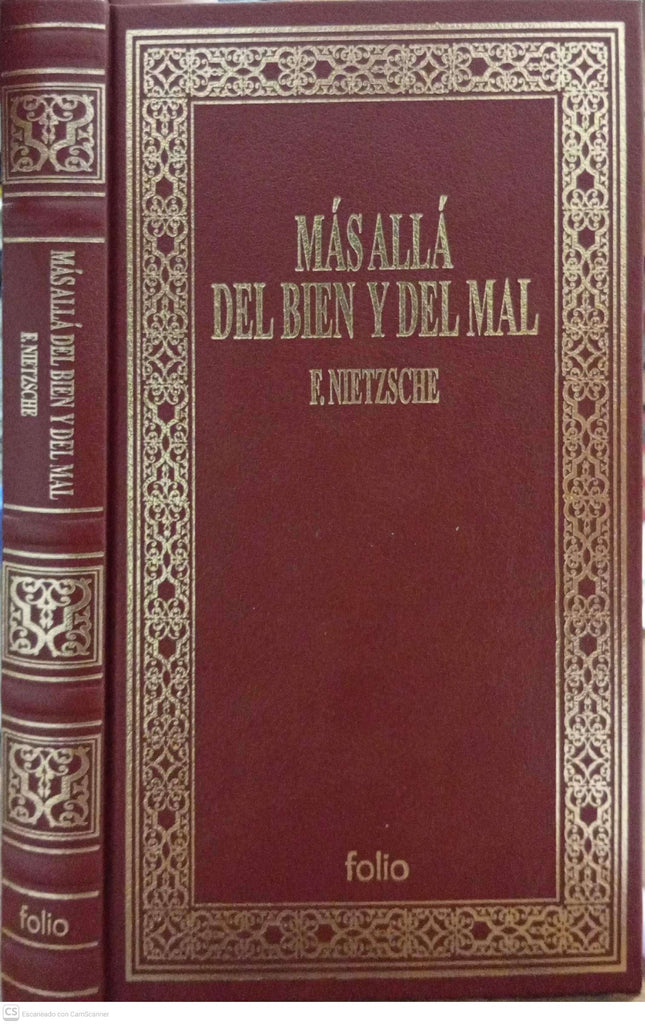 MÁS ALLÁ
DEL BIEN Y DEL MAL
F. NIETZSCHE
folio
MÁS ALLÁ DEL BIEN Y DEL MAL
F. NIETZSCHE
folio
CS Escaneado con CamScanner